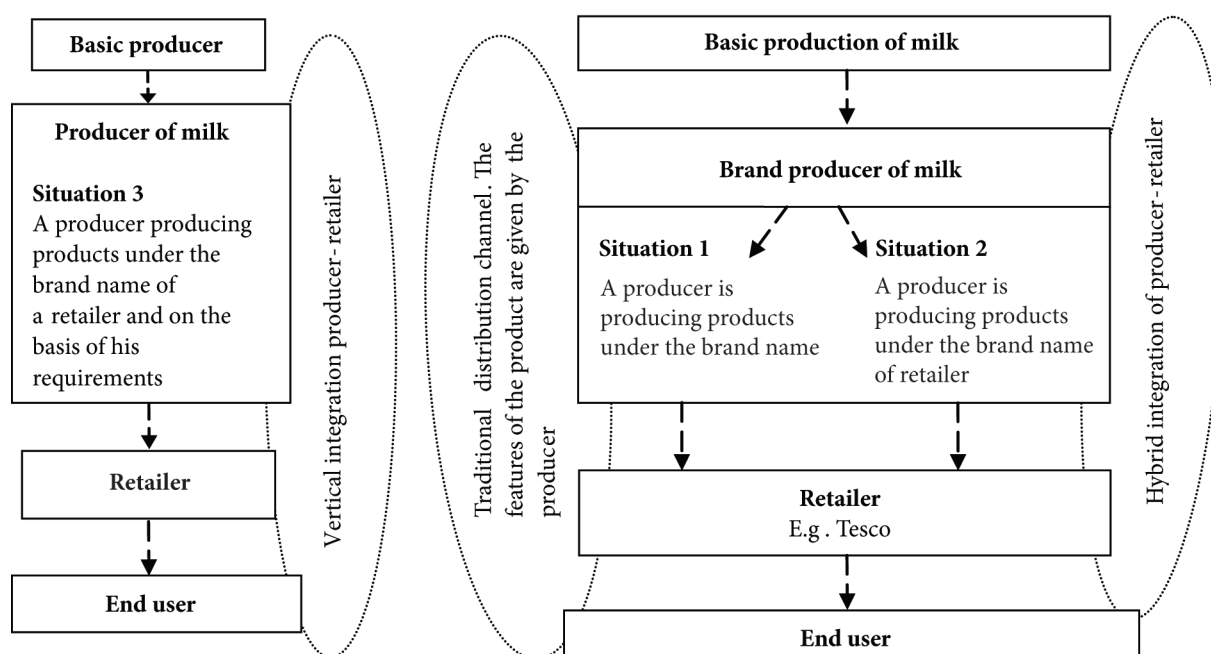 Basic producer
Producer of milk
Situation 3
A producer producing
products under the
brand name of
a retailer and on the
basis of his
requirements
Retailer
End user
Vertical integration producer- retailer
Traditional distribution channel. The
features of the product are given by the
producer
Basic production of milk
Brand producer of milk
Situation 1
A producer is
producing products
under the brand name
Situation 2
A producer is
producing products
under the brand name
of retailer
Retailer
E.g . Tesco
End user
Hybrid integration of producer-retailer